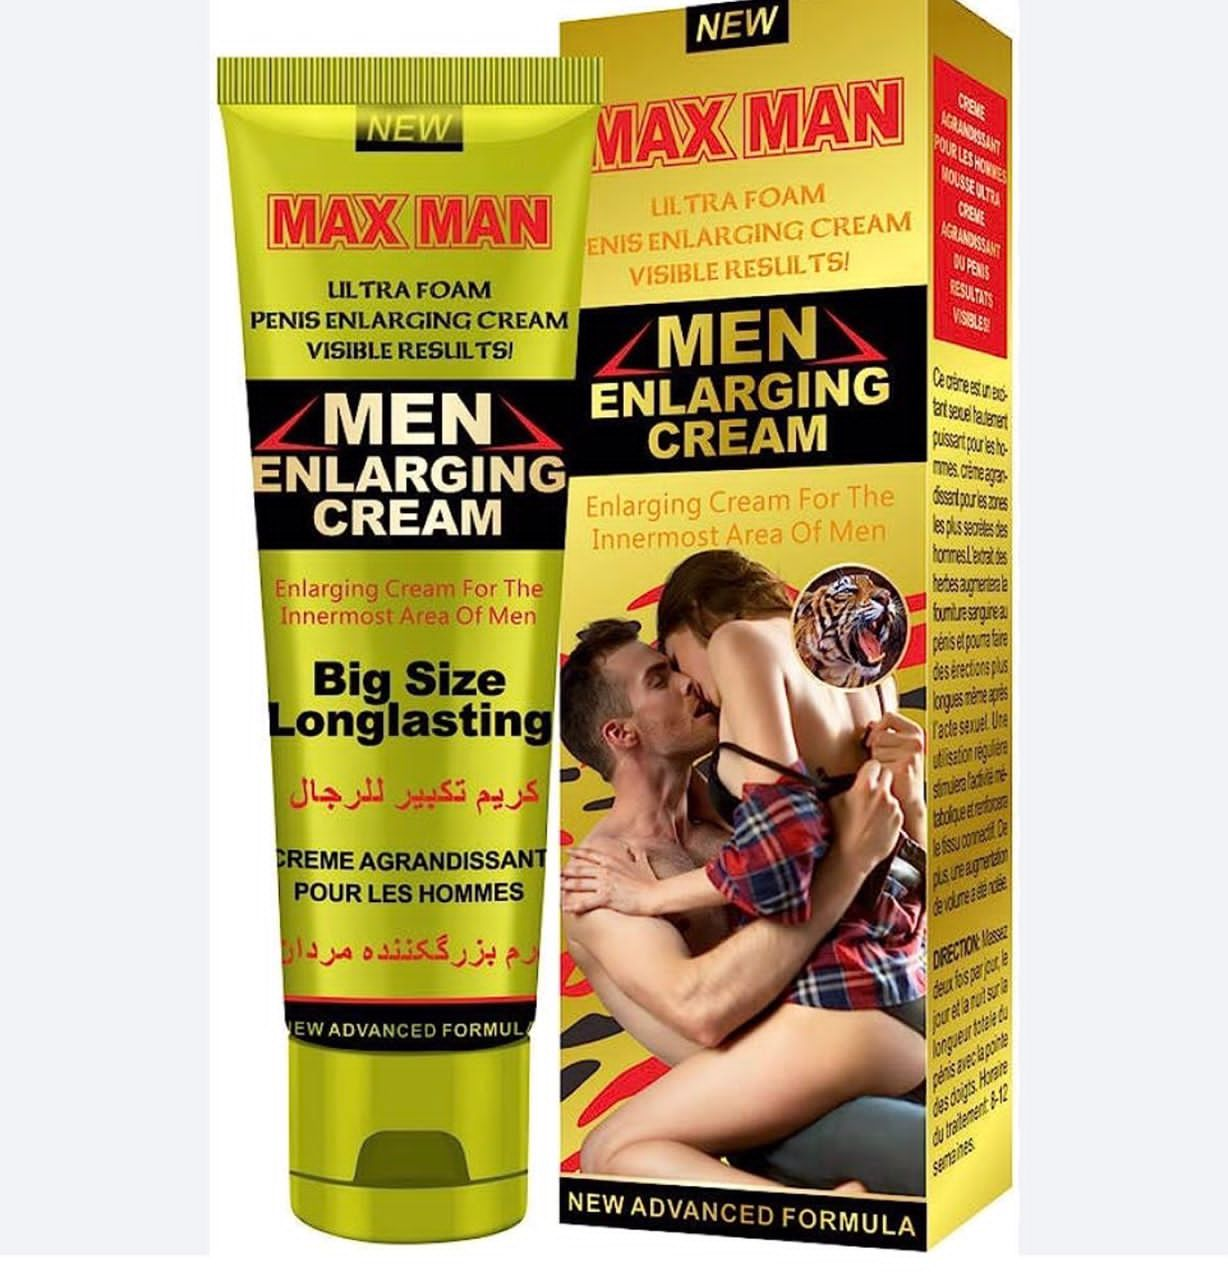 NEW
MAX MAN
ULTRA FOAM
PENIS ENLARGING CREAM
VISIBLE RESULTS!
MEN
ENLARGING
CREAM
Enlarging Cream For The
Innermost Area Of Men
Big Size
Longlasting
كريم تكبير للرجال
CREME AGRANDISSANT
POUR LES HOMMES
رم بزرگکننده مردان
NEW ADVANCED FORMULA
NEW
MAX MAN
ULTRA FOAM
ENIS ENLARGING CREAM
VISIBLE RESULTS!
MEN
ENLARGING
CREAM
Enlarging Cream For The
Innermost Area Of Men
NEW ADVANCED FORMULA
CREME
AGRANDISSANT
POUR LES HOMMES
MOUSSE ULTRA
CREME
AGRANDISSANT
DU PENIS
RESULTATS
VISIBLES!
Ce crème est un exci-
tant sexuel hautement
puissant pour les ho-
mmes. crème agran-
dissant pour les zones
les plus secrètes des
hommes.L'extrait des
herbes augmentera la
fourniture sanguine au
pénis et pourra faire
des érections plus
longues même après
l'acte sexuel. Une
utilisation régulière
stimulera l'activité mé-
tabolique et renforcera
le tissu connectif. De
plus, une augmentation
de volume a été notée.
DIRECTION: Massez
deux fois par jour, le
jour et la nuit sur la
longueur totale du
pénis avec la pointe
des doigts. Horaire
du traitement: 8-12
semaines.